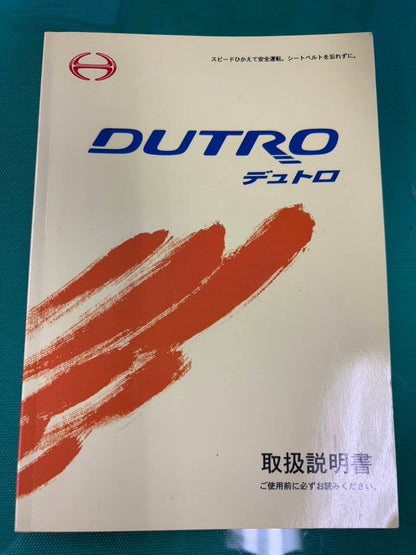 スピードひかえて安全運転。シートベルトを忘れずに。
DUTRO
デュトロ
取扱説明書
ご使用前に必ずお読みください。